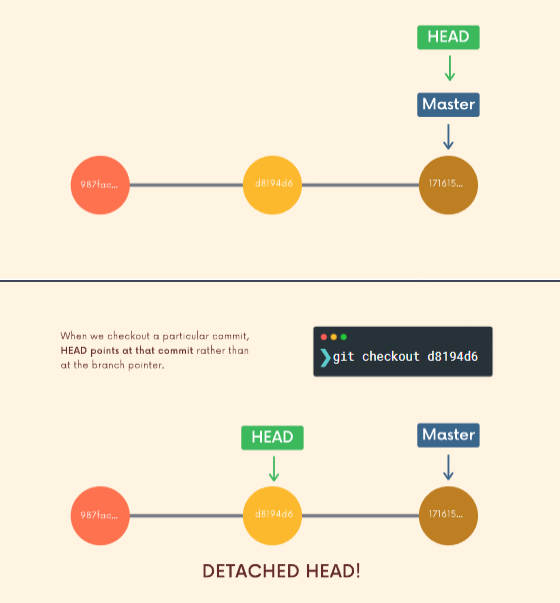 HEAD
Master
987fac...
d8194d6
171615...
When we checkout a particular commit,
HEAD points at that commit rather than
at the branch pointer.
❯git checkout d8194d6
HEAD
Master
987fac...
d8194d6
171615...
DETACHED HEAD!